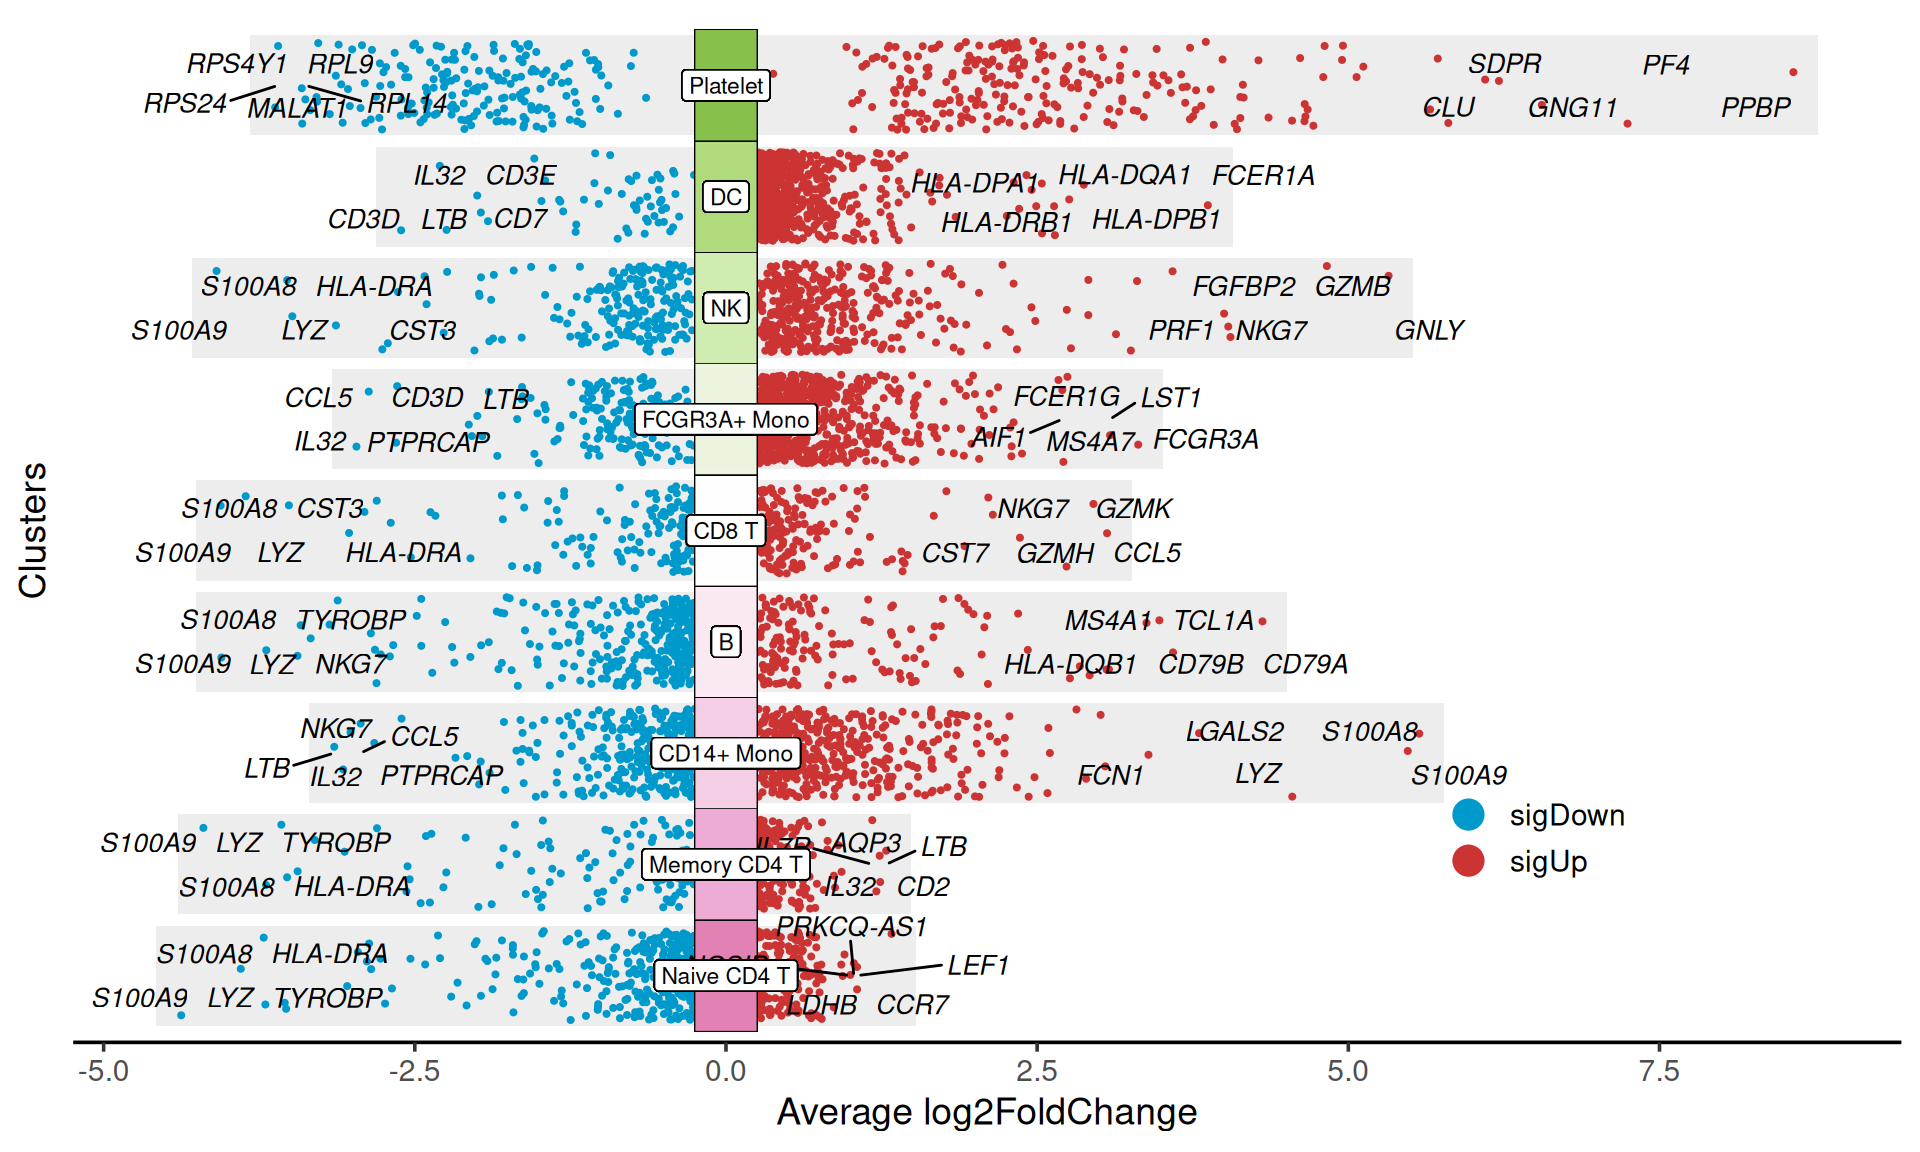 RPS4Y1 RPL9 SDPR PF4
Platelet
RPS24 MALAT1 RPL14 CLU GNG11 PPBP
IL32 CD3E HLA-DPA1 HLA-DQA1 FCER1A
DC
CD3D LTB CD7 HLA-DRB1 HLA-DPB1
S100A8 HLA-DRA FGFBP2 GZMB
NK
S100A9 LYZ CST3 PRF1 NKG7 GNLY
CCL5 CD3D LTB FCER1G LST1
FCGR3A+ Mono
IL32 PTPRCAP AIF1 MS4A7 FCGR3A
S100A8 CST3 NKG7 GZMK
CD8 T
S100A9 LYZ HLA-DRA CST7 GZMH CCL5
S100A8 TYROBP MS4A1 TCL1A
B
S100A9 LYZ NKG7 HLA-DQB1 CD79B CD79A
NKG7 CCL5 LGALS2 S100A8
CD14+ Mono
LTB IL32 PTPRCAP FCN1 LYZ S100A9
S100A9 LYZ TYROBP AQP3 LTB
Memory CD4 T
S100A8 HLA-DRA IL32 CD2
PRKCQ-AS1
S100A8 HLA-DRA LEF1
Naive CD4 T
S100A9 LYZ TYROBP LDHB CCR7
Clusters
sigDown
sigUp
-5.0 -2.5 0.0 2.5 5.0 7.5
Average log2FoldChange